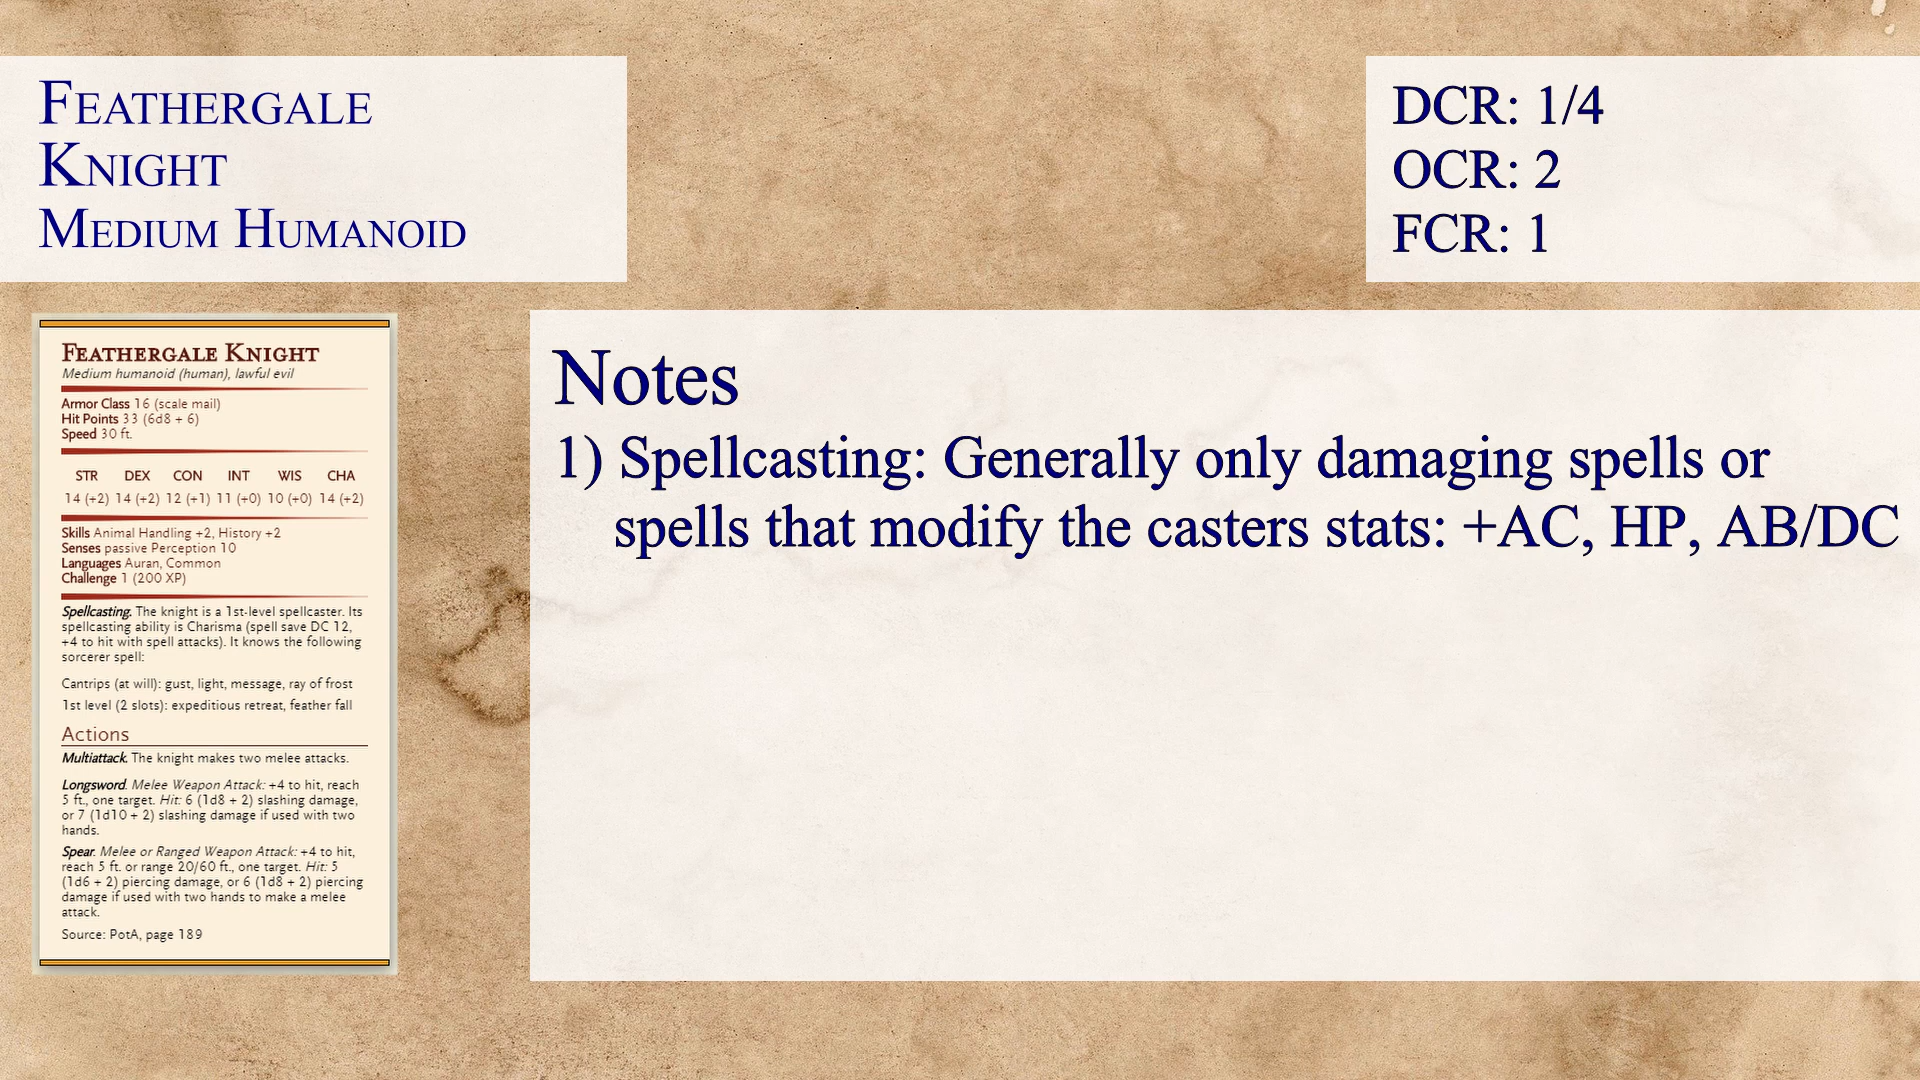 Feathergale
Knight
Medium Humanoid
DCR: 1/4
OCR: 2
FCR: 1
Feathergale Knight
Medium humanoid (human), lawful evil
Armor Class 16 (scale mail)
Hit Points 33 (6d8 + 6)
Speed 30 ft.
STR DEX CON INT WIS CHA
14 (+2) 14 (+2) 12 (+1) 11 (+0) 10 (+0) 14 (+2)
Skills Animal Handling +2, History +2
Senses passive Perception 10
Languages Auran, Common
Challenge 1 (200 XP)
Spellcasting. The knight is a 1st-level spellcaster. Its
spellcasting ability is Charisma (spell save DC 12,
+4 to hit with spell attacks). It knows the following
sorcerer spell:
Cantrips (at will): gust, light, message, ray of frost
1st level (2 slots): expeditious retreat, feather fall
Actions
Multiattack. The knight makes two melee attacks.
Longsword. Melee Weapon Attack: +4 to hit, reach
5 ft., one target. Hit: 6 (1d8 + 2) slashing damage,
or 7 (1d10 + 2) slashing damage if used with two
hands.
Spear. Melee or Ranged Weapon Attack: +4 to hit,
reach 5 ft. or range 20/60 ft., one target. Hit: 5
(1d6 + 2) piercing damage, or 6 (1d8 + 2) piercing
damage if used with two hands to make a melee
attack.
Source: PotA, page 189
Notes
1) Spellcasting: Generally only damaging spells or
spells that modify the casters stats: +AC, HP, AB/DC